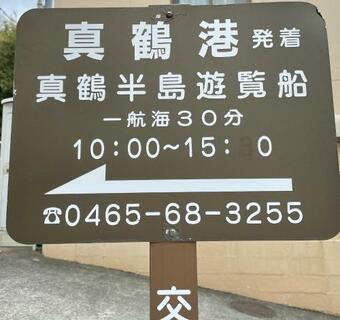 真鶴港 発着
真鶴半島遊覧船
一航海30分
10:00~15: 0
☎0465-68-3255
交